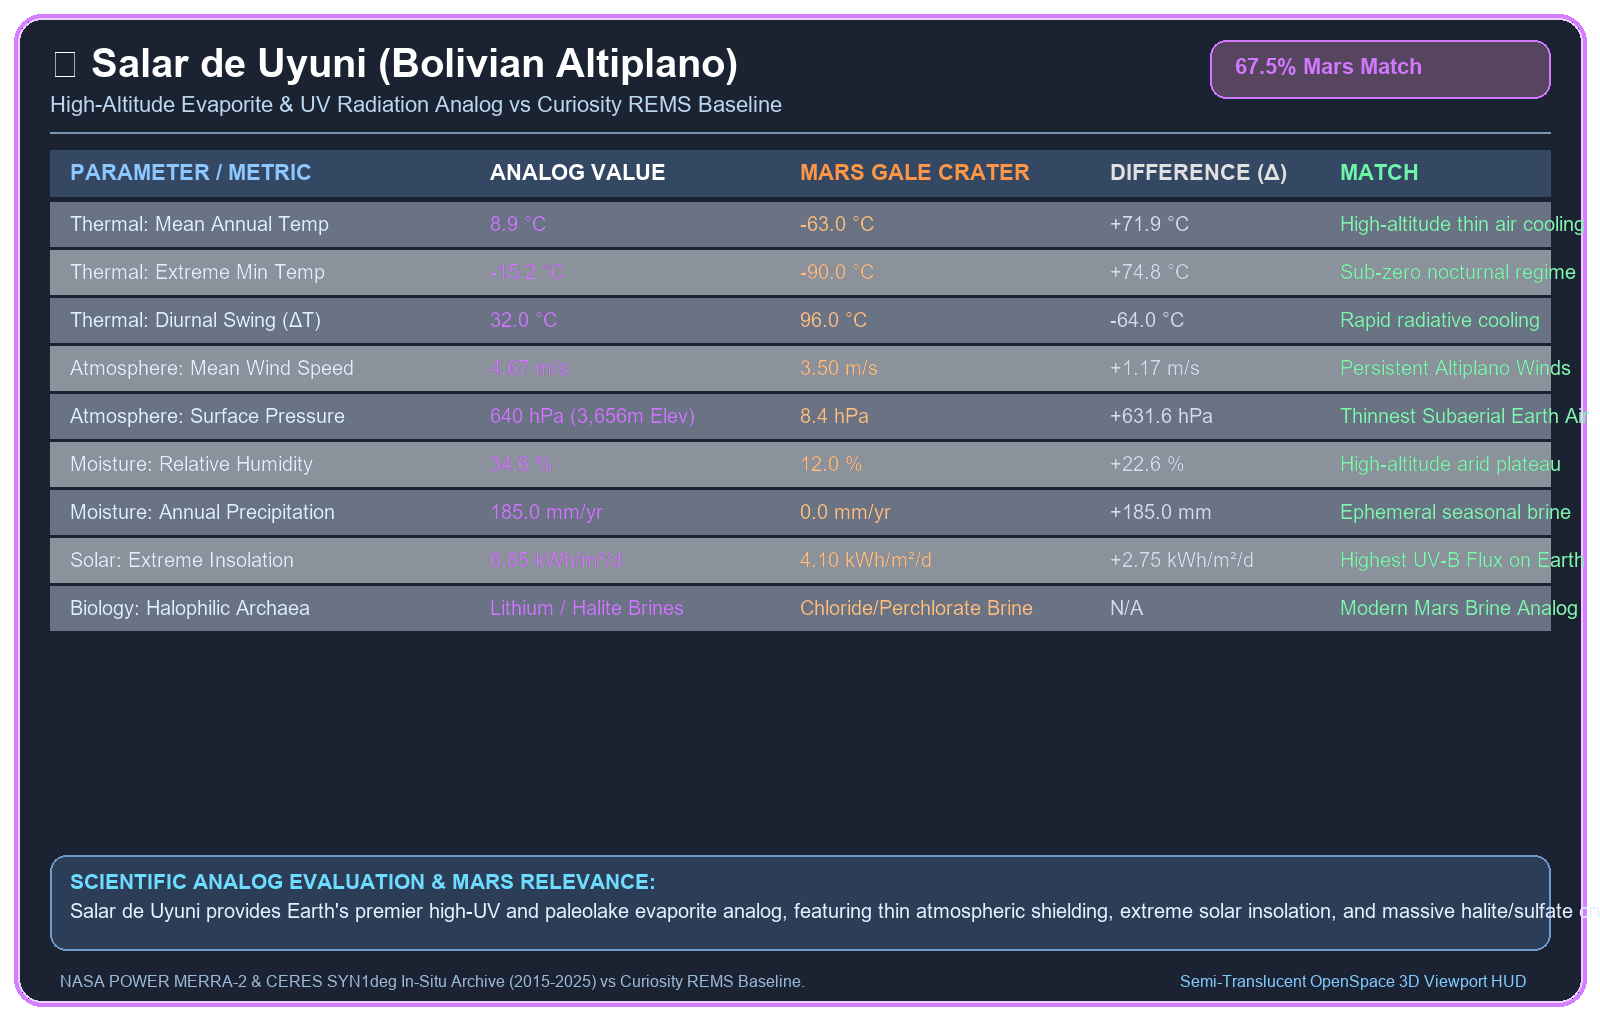 Salar de Uyuni (Bolivian Altiplano)
67.5% Mars Match
High-Altitude Evaporite & UV Radiation Analog vs Curiosity REMS Baseline
PARAMETER / METRIC ANALOG VALUE MARS GALE CRATER DIFFERENCE (Δ) MATCH
Thermal: Mean Annual Temp 8.9 °C -63.0 °C +71.9 °C High-altitude thin air cooling
Thermal: Extreme Min Temp -15.2 °C -90.0 °C +74.8 °C Sub-zero nocturnal regime
Thermal: Diurnal Swing (ΔT) 32.0 °C 96.0 °C -64.0 °C Rapid radiative cooling
Atmosphere: Mean Wind Speed 4.67 m/s 3.50 m/s +1.17 m/s Persistent Altiplano Winds
Atmosphere: Surface Pressure 640 hPa (3,656m Elev) 8.4 hPa +631.6 hPa Thinnest Subaerial Earth Air
Moisture: Relative Humidity 34.6 % 12.0 % +22.6 % High-altitude arid plateau
Moisture: Annual Precipitation 185.0 mm/yr 0.0 mm/yr +185.0 mm Ephemeral seasonal brine
Solar: Extreme Insolation 6.85 kWh/m²/d 4.10 kWh/m²/d +2.75 kWh/m²/d Highest UV-B Flux on Earth
Biology: Halophilic Archaea Lithium / Halite Brines Chloride/Perchlorate Brine N/A Modern Mars Brine Analog
SCIENTIFIC ANALOG EVALUATION & MARS RELEVANCE:
Salar de Uyuni provides Earth's premier high-UV and paleolake evaporite analog, featuring thin atmospheric shielding, extreme solar insolation, and massive halite/sulfate
NASA POWER MERRA-2 & CERES SYN1deg In-Situ Archive (2015-2025) vs Curiosity REMS Baseline.
Semi-Translucent OpenSpace 3D Viewport HUD